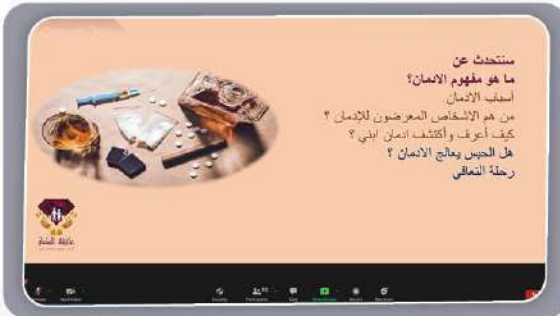 سنتحدث عن
ما هو مفهوم الادمان؟
أسباب الادمان
من هم الاشخاص المعرضون للإدمان ؟
كيف أعرف وأكتشف ادمان ابني ؟
هل الحبس يعالج الادمان ؟
رحلة التعافي